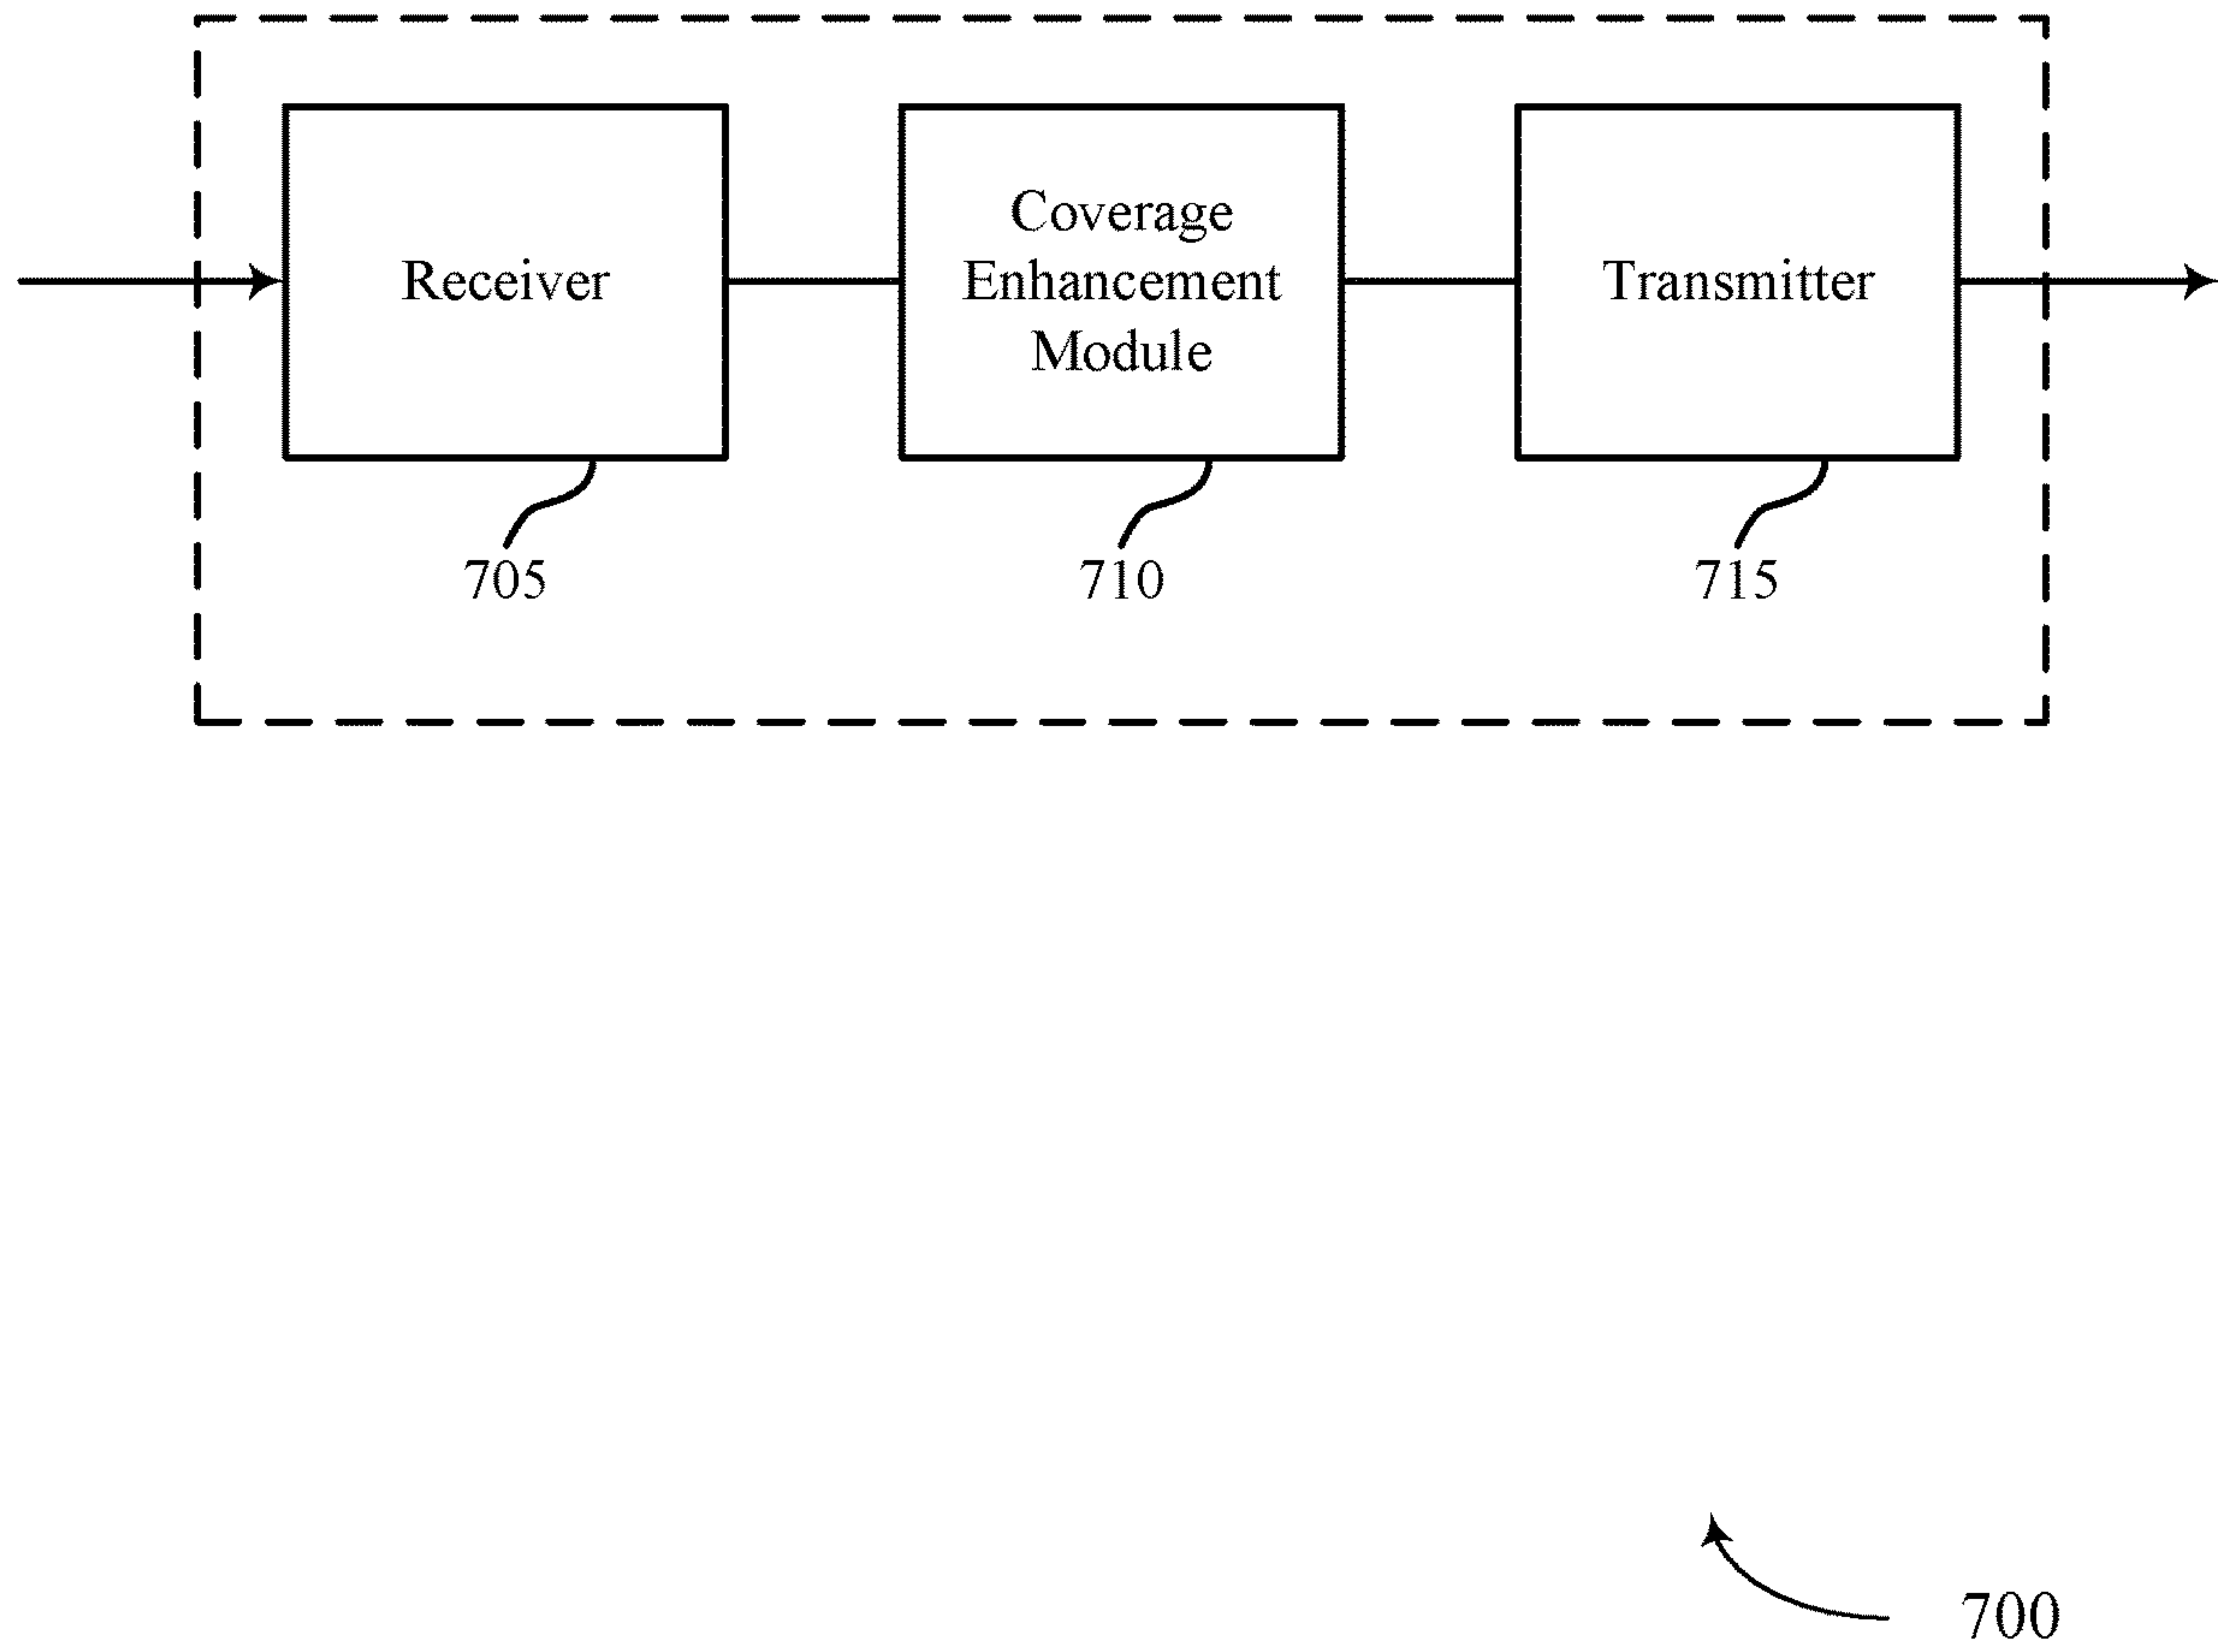 Receiver
Coverage
Enhancement
Module
Transmitter
705
710
715
700